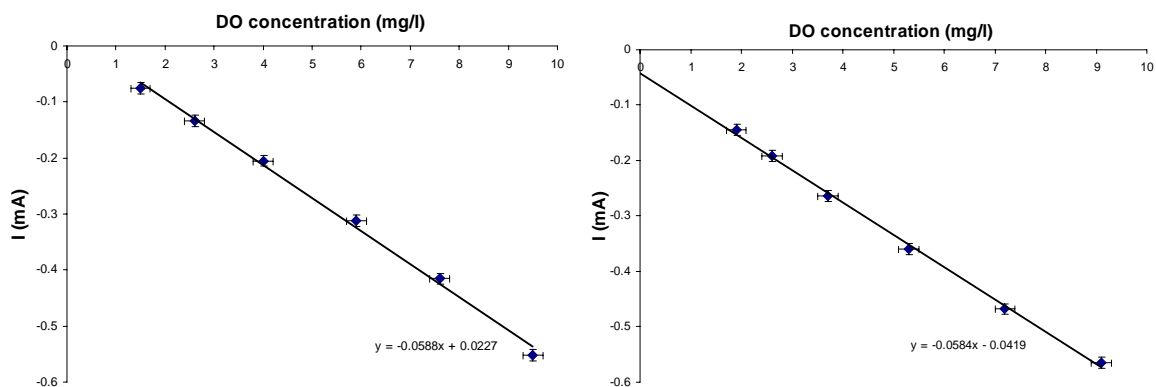 DO concentration (mg/l)
0 1 2 3 4 5 6 7 8 9 10
0
-0.1
-0.2
-0.3
-0.4
-0.5
-0.6
I (mA)
y = -0.0588x + 0.0227
DO concentration (mg/l)
0 1 2 3 4 5 6 7 8 9 10
0
-0.1
-0.2
-0.3
-0.4
-0.5
-0.6
I (mA)
y = -0.0584x - 0.0419